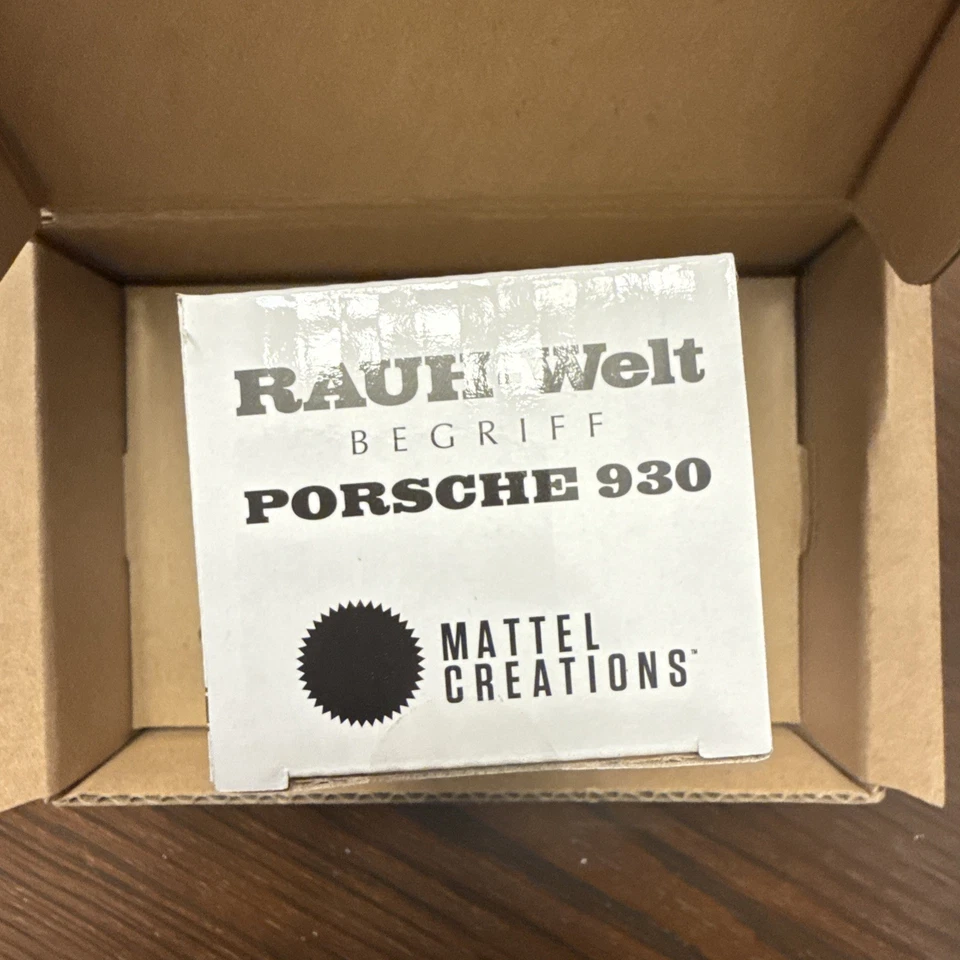 RAUH-Welt
BEGRIFF
PORSCHE 930
MATTEL
CREATIONS™